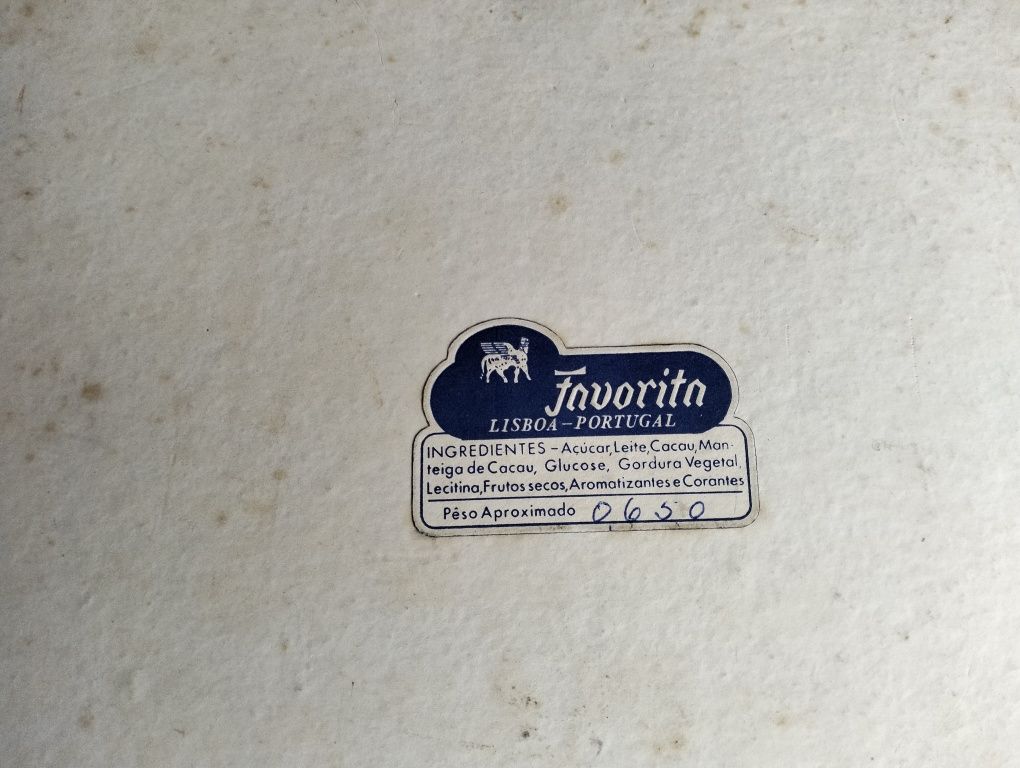 Favorita
LISBOA-PORTUGAL
INGREDIENTES - Açúcar, Leite, Cacau, Man-
teiga de Cacau, Glucose, Gordura Vegetal,
Lecitina, Frutos secos, Aromatizantes e Corantes
Pêso Aproximado 0650